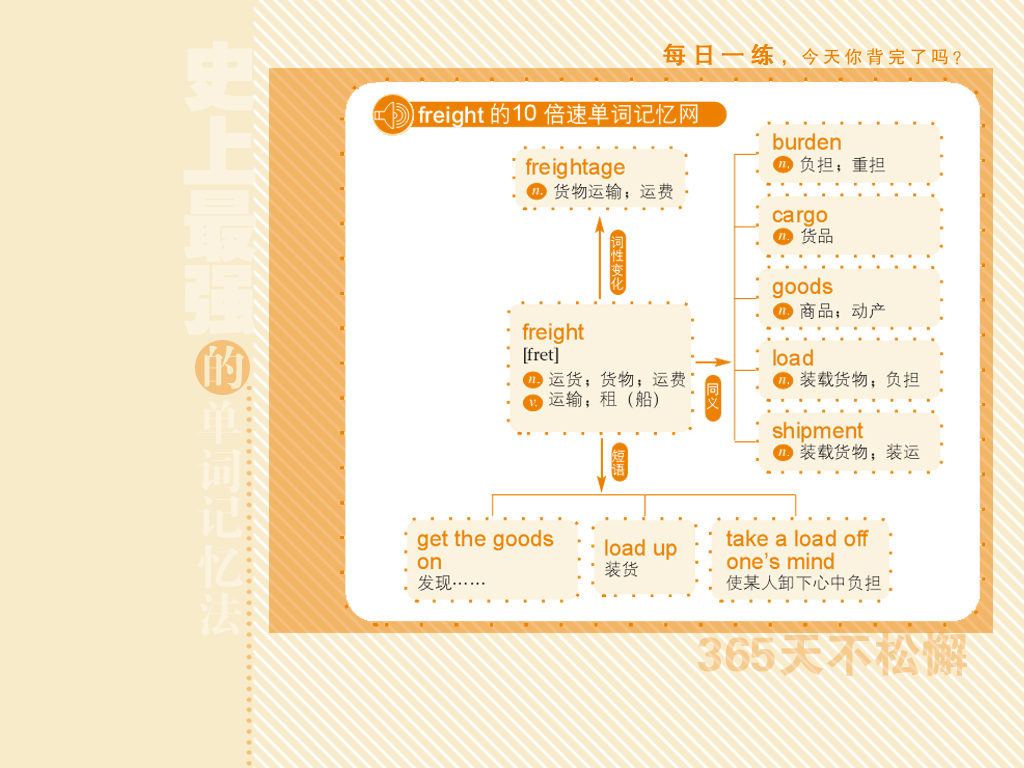 每日一练，今天你背完了吗？
史上最强的单词记忆法
freight 的10 倍速单词记忆网
freightage
n. 货物运输；运费
词性变化
freight
[fret]
n. 运货；货物；运费
v. 运输；租（船）
同义
burden
n. 负担；重担
cargo
n. 货品
goods
n. 商品；动产
load
n. 装载货物；负担
shipment
n. 装载货物；装运
短语
get the goods
on
发现……
load up
装货
take a load off
one's mind
使某人卸下心中负担
365天不松懈